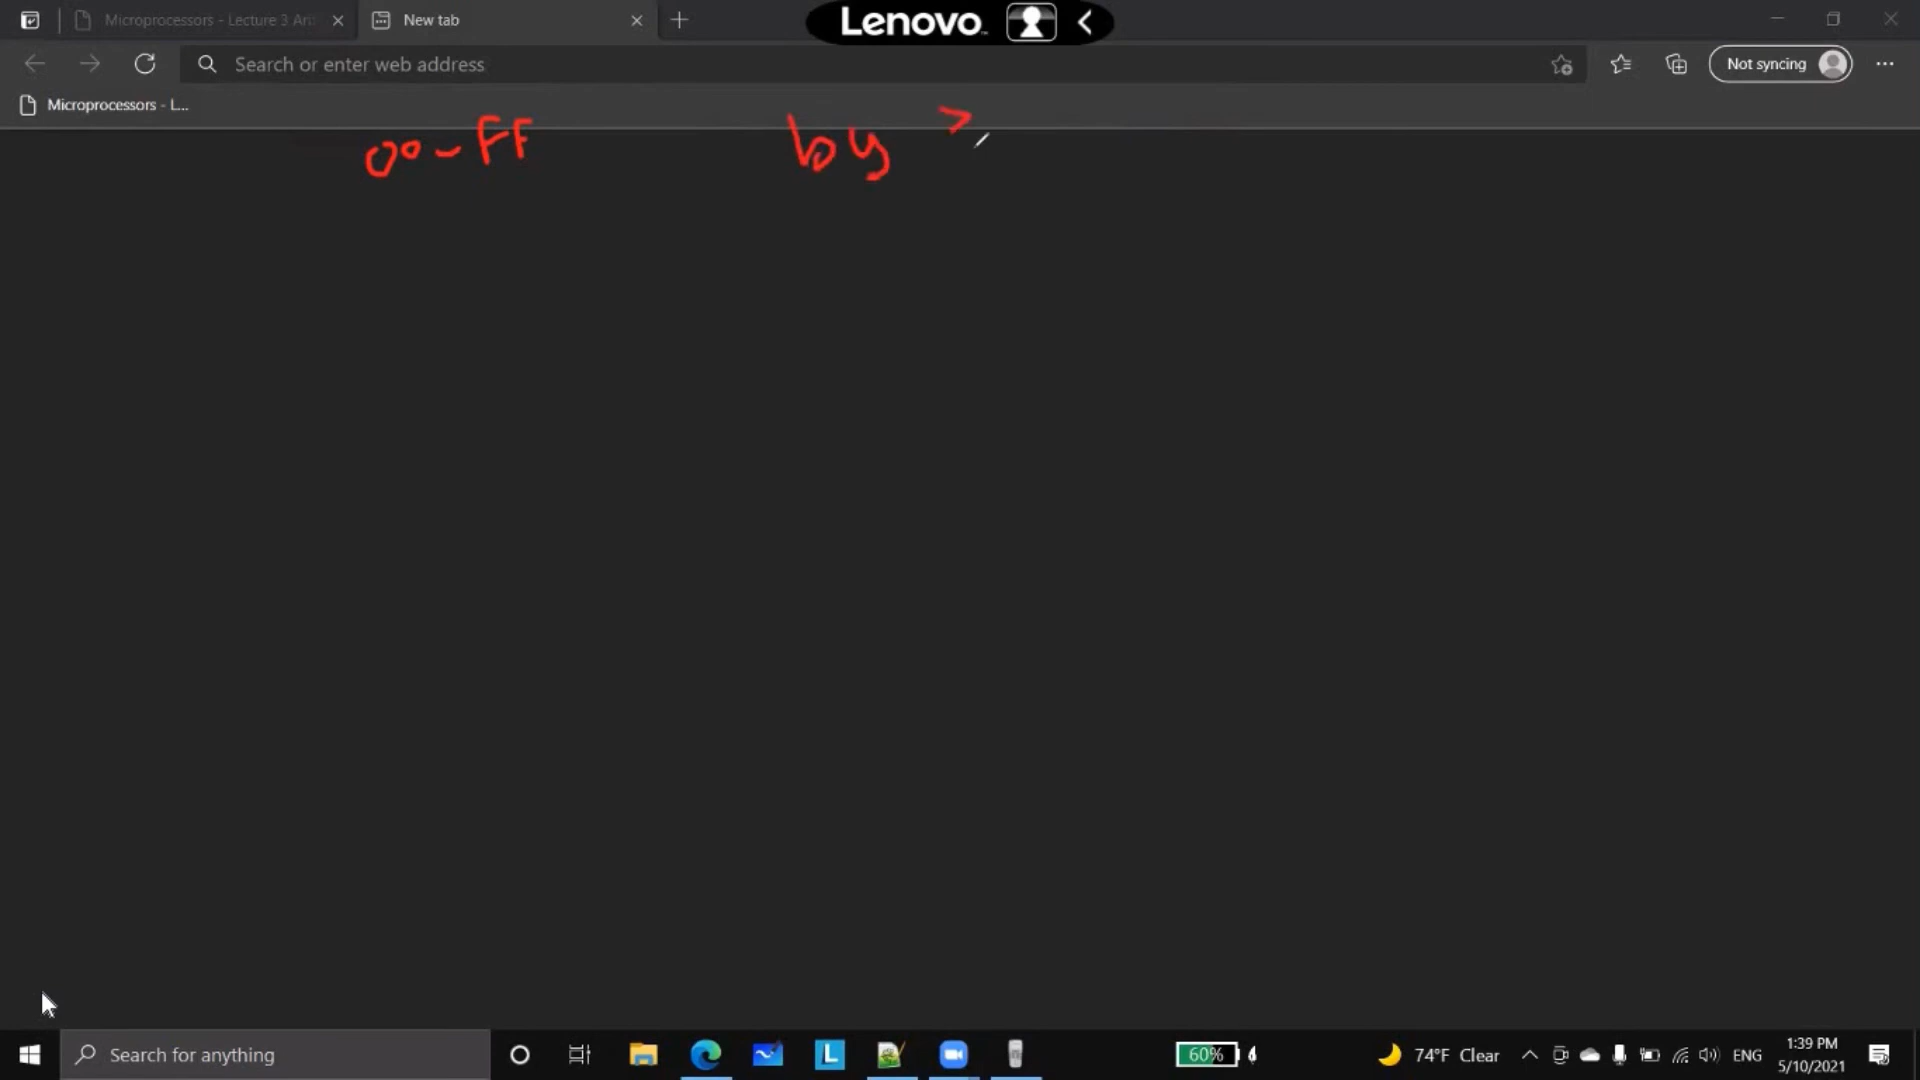 Microprocessors - Lecture 3 Ari
New tab
Lenovo
Search or enter web address
Not syncing
Microprocessors - L...
00-FF by >
Search for anything
L
60%
74°F Clear
ENG
1:39 PM
5/10/2021